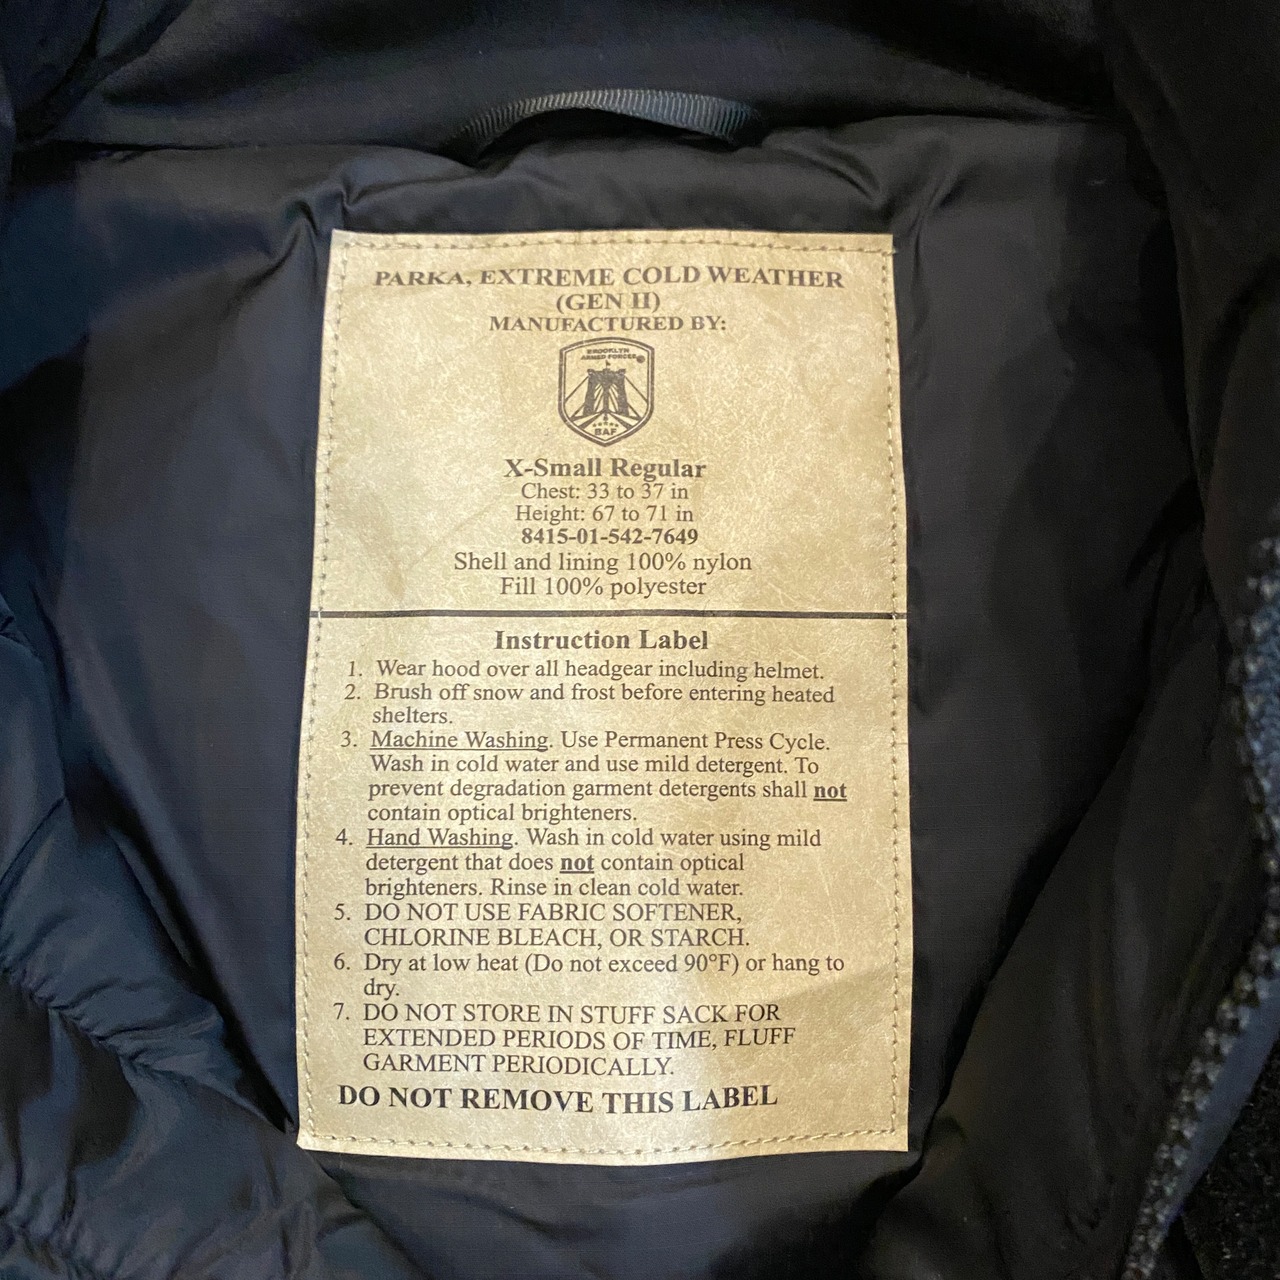 PARKA, EXTREME COLD WEATHER
(GEN II)
MANUFACTURED BY:
BROOKLYN
ARMED FORCES
BAF
X-Small Regular
Chest: 33 to 37 in
Height: 67 to 71 in
8415-01-542-7649
Shell and lining 100% nylon
Fill 100% polyester
Instruction Label
1. Wear hood over all headgear including helmet.
2. Brush off snow and frost before entering heated
shelters.
3. Machine Washing. Use Permanent Press Cycle.
Wash in cold water and use mild detergent. To
prevent degradation garment detergents shall not
contain optical brighteners.
4. Hand Washing. Wash in cold water using mild
detergent that does not contain optical
brighteners. Rinse in clean cold water.
5. DO NOT USE FABRIC SOFTENER,
CHLORINE BLEACH, OR STARCH.
6. Dry at low heat (Do not exceed 90°F) or hang to
dry.
7. DO NOT STORE IN STUFF SACK FOR
EXTENDED PERIODS OF TIME, FLUFF
GARMENT PERIODICALLY.
DO NOT REMOVE THIS LABEL